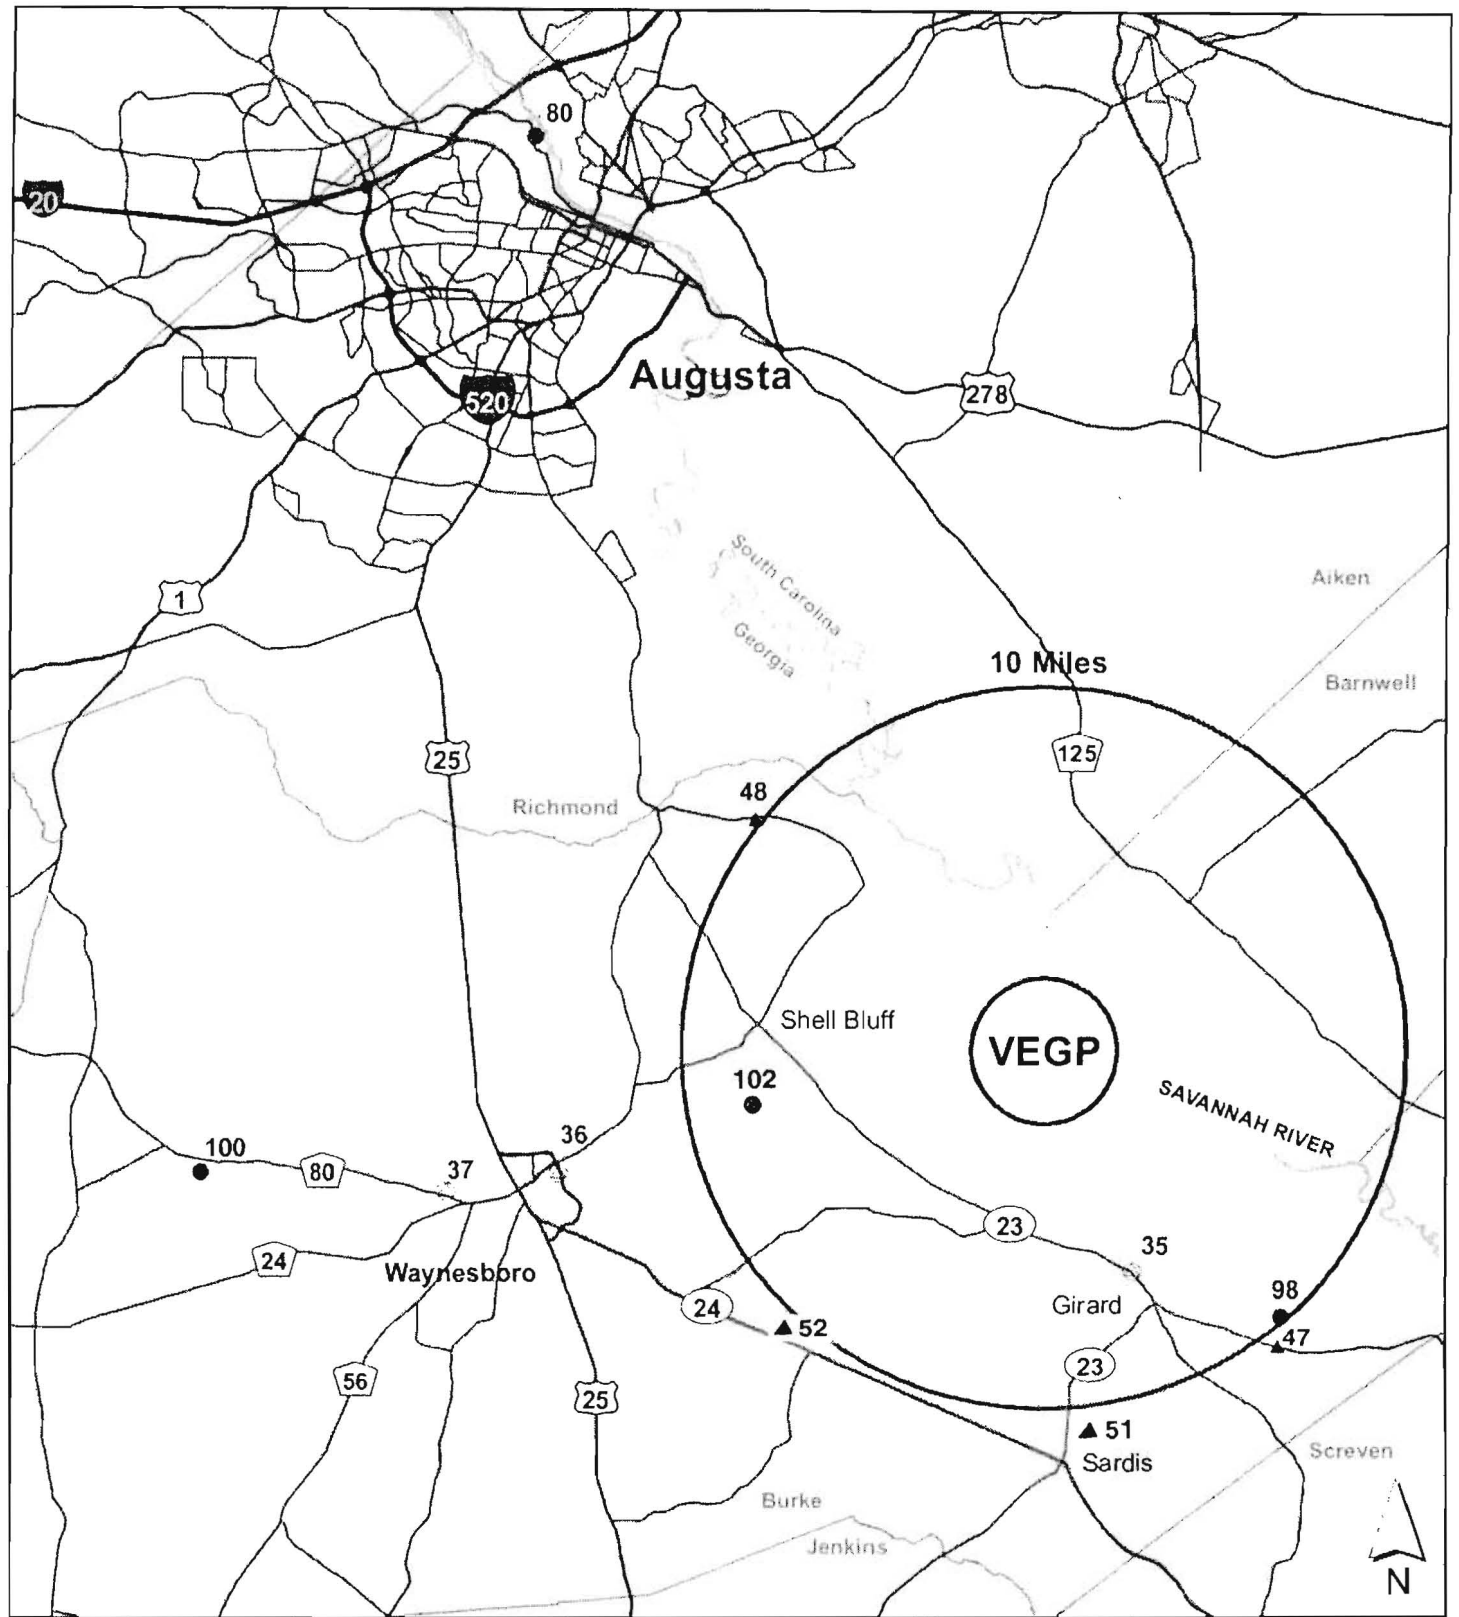 80
20
Augusta
520
278
South Carolina
Georgia
Aiken
1
10 Miles
Barnwell
25
125
48
Richmond
Shell Bluff
VEGP
102
SAVANNAH RIVER
36
100
80
37
23
35
24
Waynesboro
98
Girard
24
52
47
23
56
25
51
Sardis
Screven
Burke
Jenkins
N